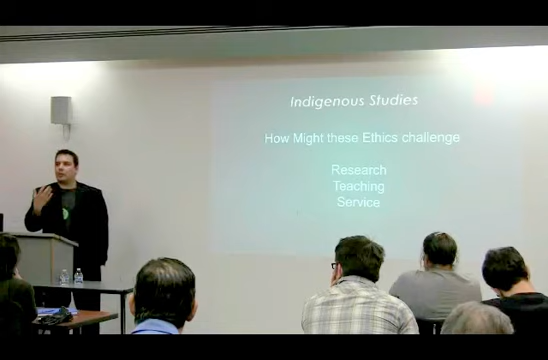 Indigenous Studies
How Might these Ethics challenge
Research
Teaching
Service